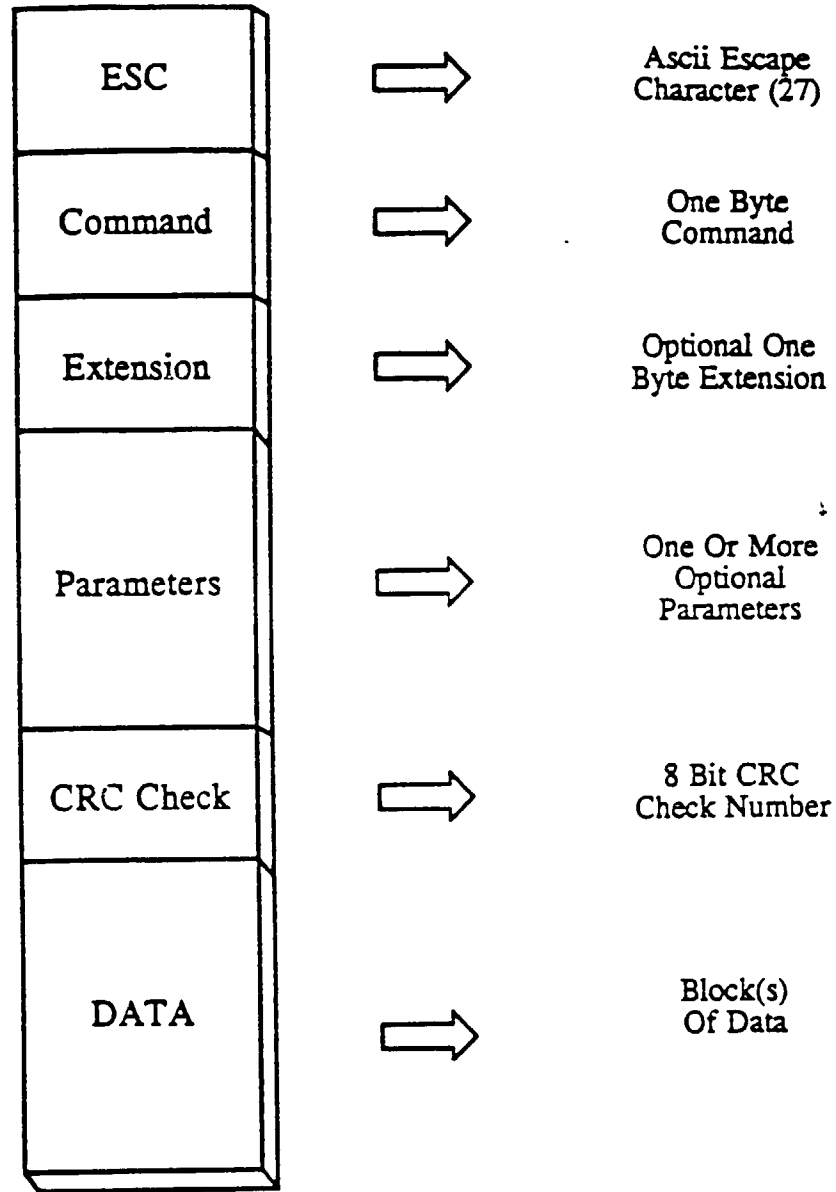 ESC
Ascii Escape
Character (27)
Command
One Byte
Command
Extension
Optional One
Byte Extension
Parameters
One Or More
Optional
Parameters
CRC Check
8 Bit CRC
Check Number
DATA
Block(s)
Of Data